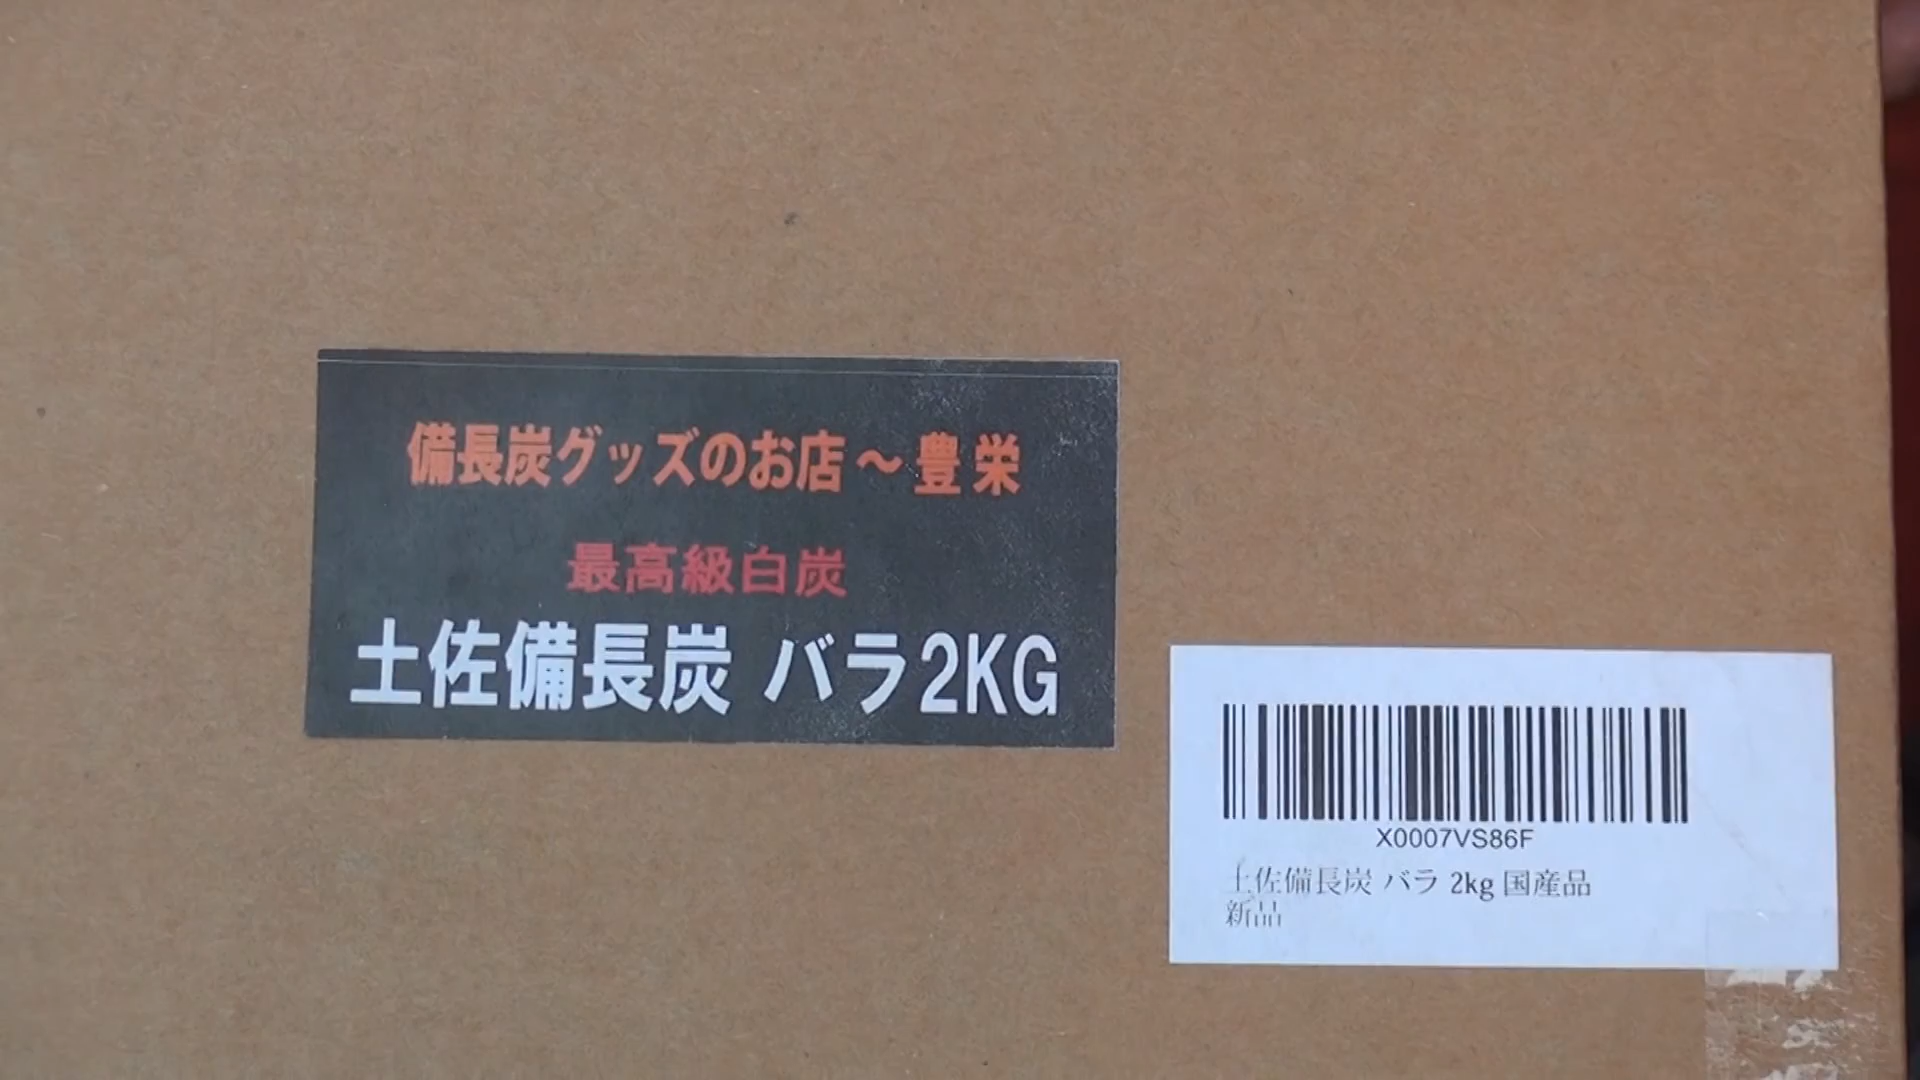 備長炭グッズのお店～豊栄
最高級白炭
土佐備長炭 バラ2KG
X0007VS86F
土佐備長炭 バラ 2kg 国産品
新品